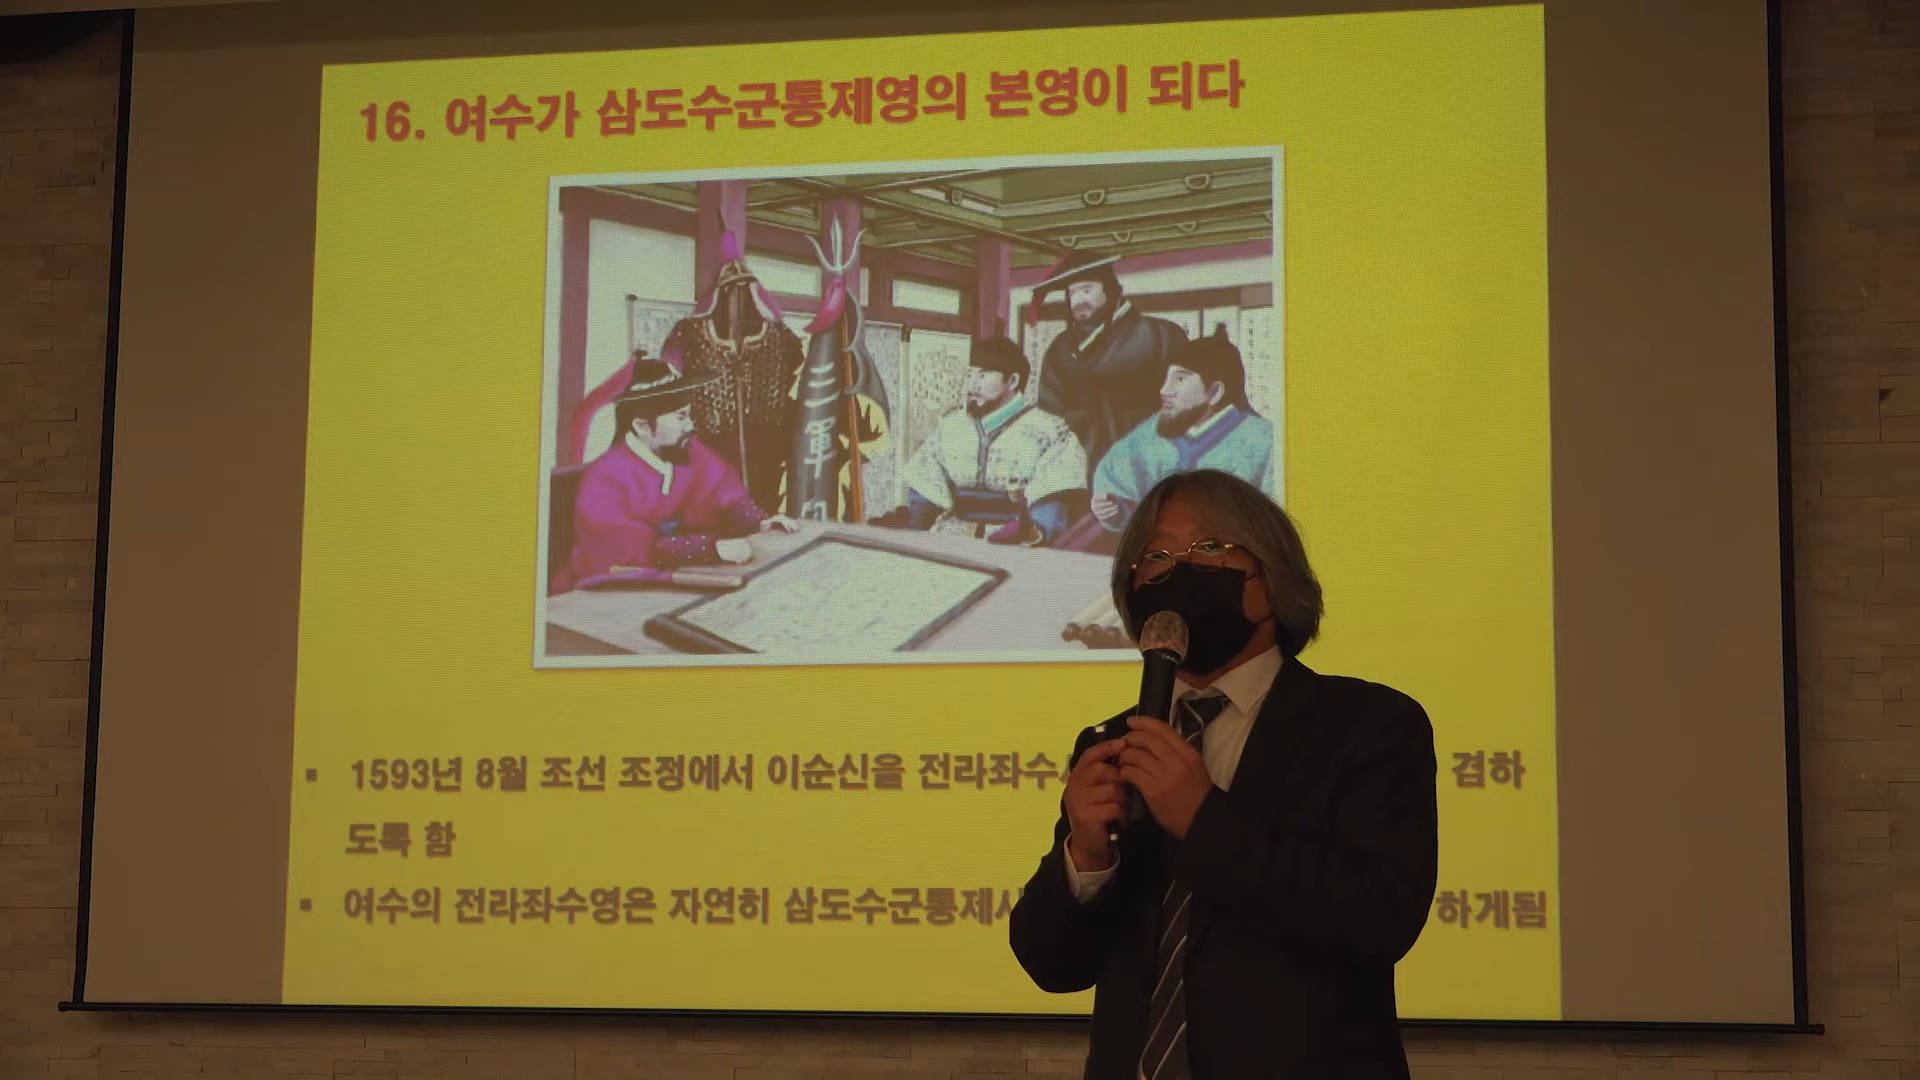 16. 여수가 삼도수군통제영의 본영이 되다
三軍
▪ 1593년 8월 조선 조정에서 이순신을 전라좌수 겸하
도록 함
▪ 여수의 전라좌수영은 자연히 삼도수군통제 하게됨